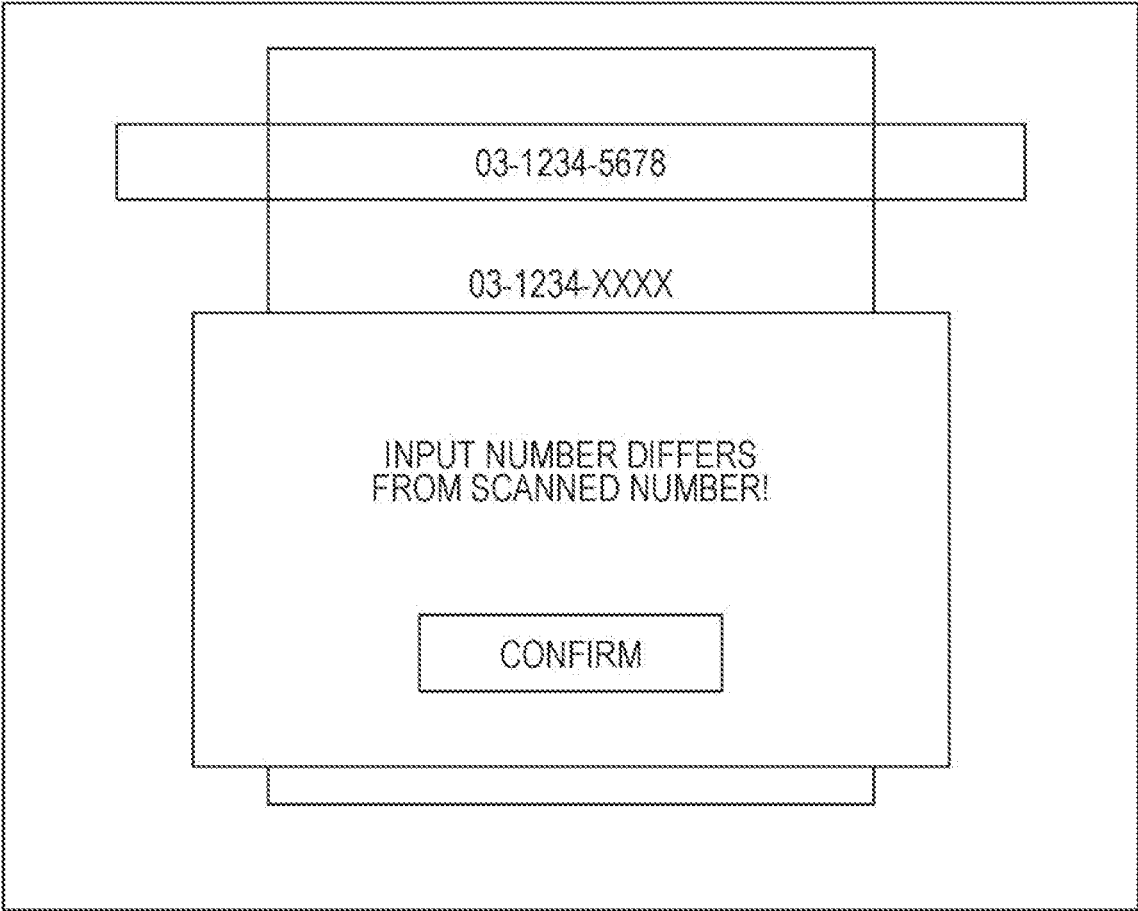 03-1234-5678
03-1234-XXXX
INPUT NUMBER DIFFERS
FROM SCANNED NUMBER!
CONFIRM